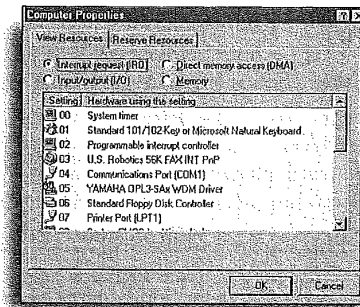 Computer Properties
View Resources Reserve Resources
Interrupt request (IRQ) Direct memory access (DMA)
Input/output (I/O) Memory
Setting Hardware using the setting
00 System timer
01 Standard 101/102-Key or Microsoft Natural Keyboard
02 Programmable interrupt controller
03 U.S. Robotics 56K FAX INT PnP
04 Communications Port (COM1)
05 YAMAHA OPL3-SAx WDM Driver
06 Standard Floppy Disk Controller
07 Printer Port (LPT1)
OK Cancel